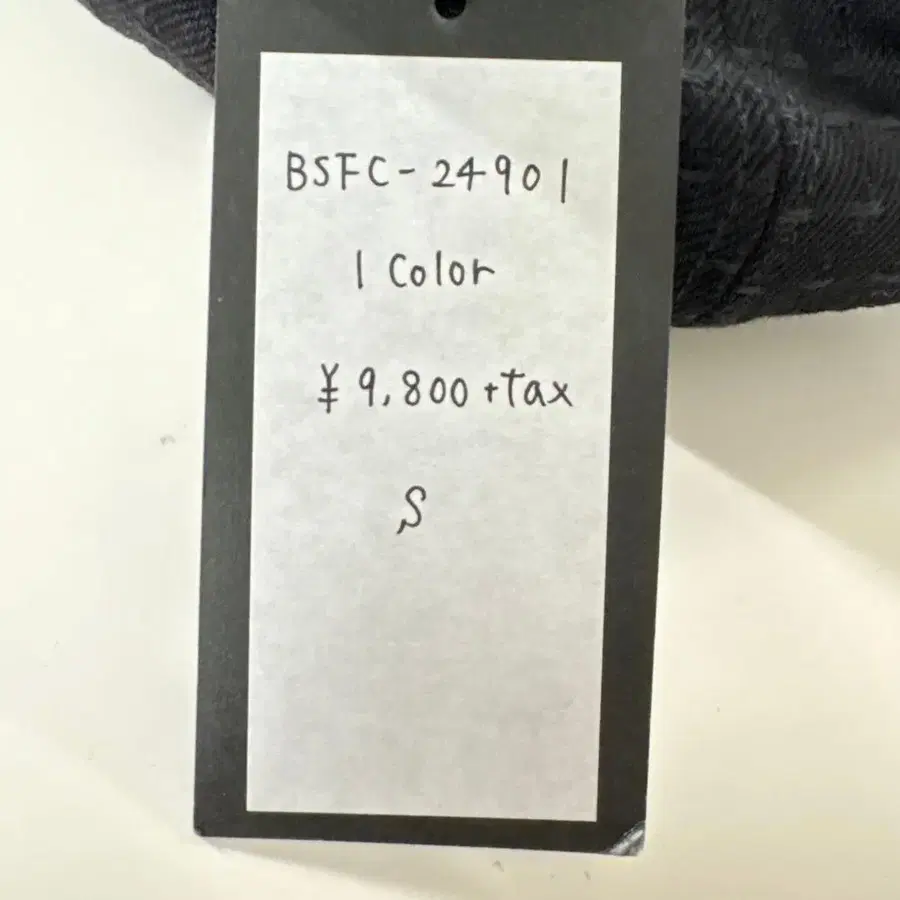 BSFC-24901
1 Color
¥9,800+tax
S